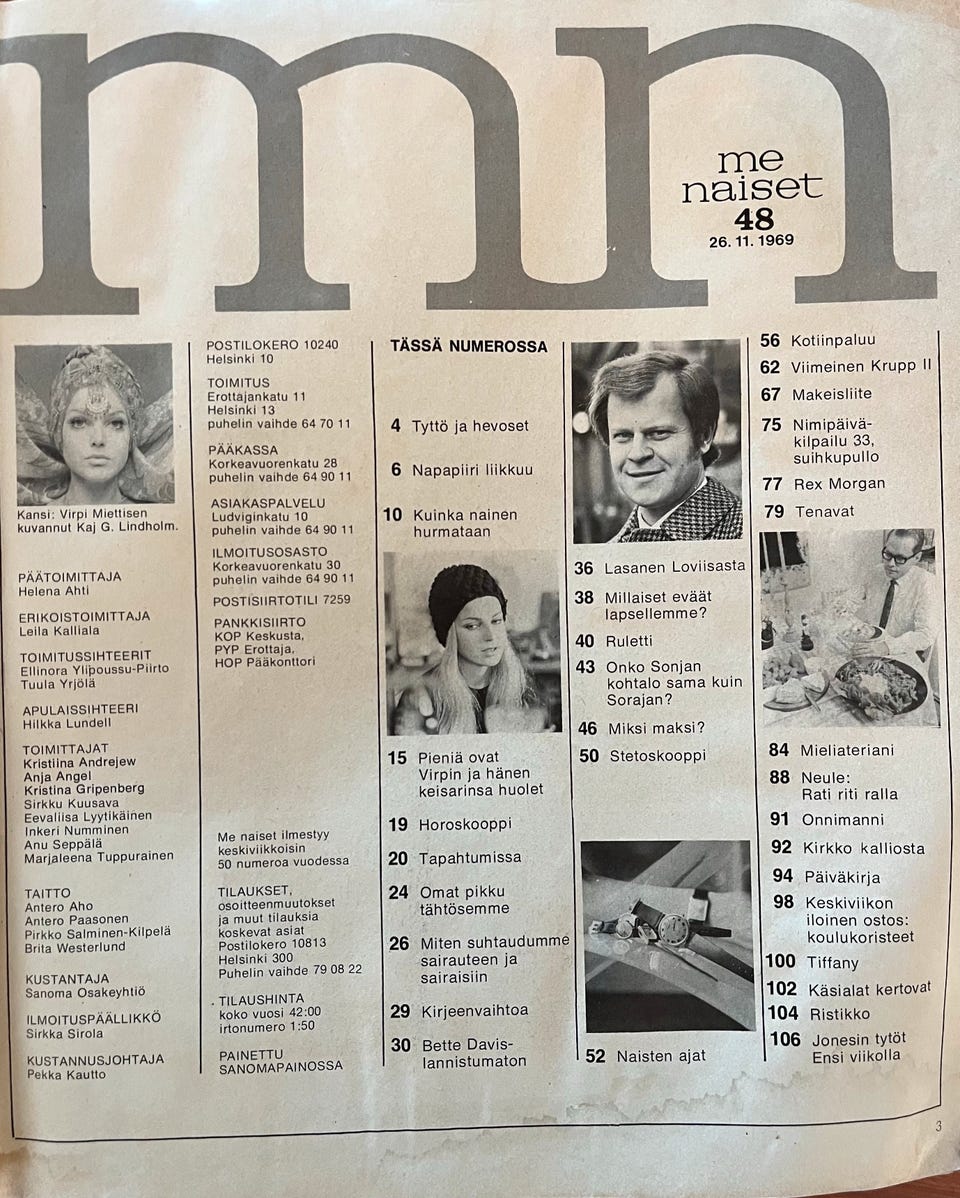 mn
me
naiset
48
26. 11. 1969
Kansi: Virpi Miettisen
kuvannut Kaj G. Lindholm.
PÄÄTOIMITTAJA
Helena Ahti
ERIKOISTOIMITTAJA
Leila Kalliala
TOIMITUSSIHTEERIT
Ellinora Ylipoussu-Piirto
Tuula Yrjölä
APULAISSIHTEERI
Hilkka Lundell
TOIMITTAJAT
Kristiina Andrejew
Anja Angel
Kristina Gripenberg
Sirkku Kuusava
Eevaliisa Lyytikäinen
Inkeri Numminen
Anu Seppälä
Marjaleena Tuppurainen
TAITTO
Antero Aho
Antero Paasonen
Pirkko Salminen-Kilpelä
Brita Westerlund
KUSTANTAJA
Sanoma Osakeyhtiö
ILMOITUSPÄÄLLIKKÖ
Sirkka Sirola
KUSTANNUSJOHTAJA
Pekka Kautto
POSTILOKERO 10240
Helsinki 10
TOIMITUS
Erottajankatu 11
Helsinki 13
puhelin vaihde 64 70 11
PÄÄKASSA
Korkeavuorenkatu 28
puhelin vaihde 64 90 11
ASIAKASPALVELU
Ludviginkatu 10
puhelin vaihde 64 90 11
ILMOITUSOSASTO
Korkeavuorenkatu 30
puhelin vaihde 64 90 11
POSTISIIRTOTILI 7259
PANKKISIIRTO
KOP Keskusta,
PYP Erottaja,
HOP Pääkonttori
Me naiset ilmestyy
keskiviikkoisin
50 numeroa vuodessa
TILAUKSET,
osoitteenmuutokset
ja muut tilauksia
koskevat asiat
Postilokero 10813
Helsinki 300
Puhelin vaihde 79 08 22
TILAUSHINTA
koko vuosi 42:00
irtonumero 1:50
PAINETTU
SANOMAPAINOSSA
TÄSSÄ NUMEROSSA
4 Tyttö ja hevoset
6 Napapiiri liikkuu
10 Kuinka nainen
hurmataan
15 Pieniä ovat
Virpin ja hänen
keisarinsa huolet
19 Horoskooppi
20 Tapahtumissa
24 Omat pikku
tähtösemme
26 Miten suhtaudumme
sairauteen ja
sairaisiin
29 Kirjeenvaihtoa
30 Bette Davis-
lannistumaton
36 Lasanen Loviisasta
38 Millaiset eväät
lapsellemme?
40 Ruletti
43 Onko Sonjan
kohtalo sama kuin
Sorajan?
46 Miksi maksi?
50 Stetoskooppi
52 Naisten ajat
56 Kotiinpaluu
62 Viimeinen Krupp II
67 Makeisliite
75 Nimipäivä-
kilpailu 33,
suihkupullo
77 Rex Morgan
79 Tenavat
84 Mieliateriani
88 Neule:
Rati riti ralla
91 Onnimanni
92 Kirkko kalliosta
94 Päiväkirja
98 Keskiviikon
iloinen ostos:
koulukoristeet
100 Tiffany
102 Käsialat kertovat
104 Ristikko
106 Jonesin tytöt
Ensi viikolla
3